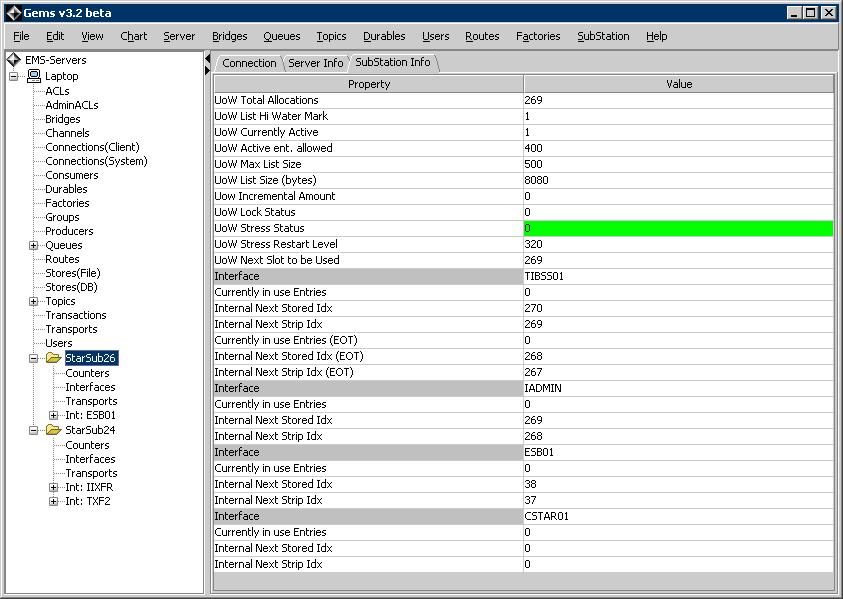 Gems v3.2 beta
File Edit View Chart Server Bridges Queues Topics Durables Users Routes Factories SubStation Help
EMS-Servers
Laptop
ACLs
AdminACLs
Bridges
Channels
Connections(Client)
Connections(System)
Consumers
Durables
Factories
Groups
Producers
Queues
Routes
Stores(File)
Stores(DB)
Topics
Transactions
Transports
Users
StarSub26
Counters
Interfaces
Transports
Int: ESB01
StarSub24
Counters
Interfaces
Transports
Int: IIXFR
Int: TXF2
Connection Server Info SubStation Info
Property Value
UoW Total Allocations 269
UoW List Hi Water Mark 1
UoW Currently Active 1
UoW Active ent. allowed 400
UoW Max List Size 500
UoW List Size (bytes) 8080
Uow Incremental Amount 0
UoW Lock Status 0
UoW Stress Status 0
UoW Stress Restart Level 320
UoW Next Slot to be Used 269
Interface TIBSS01
Currently in use Entries 0
Internal Next Stored Idx 270
Internal Next Strip Idx 269
Currently in use Entries (EOT) 0
Internal Next Stored Idx (EOT) 268
Internal Next Strip Idx (EOT) 267
Interface IADMIN
Currently in use Entries 0
Internal Next Stored Idx 269
Internal Next Strip Idx 268
Interface ESB01
Currently in use Entries 0
Internal Next Stored Idx 38
Internal Next Strip Idx 37
Interface CSTAR01
Currently in use Entries 0
Internal Next Stored Idx 0
Internal Next Strip Idx 0